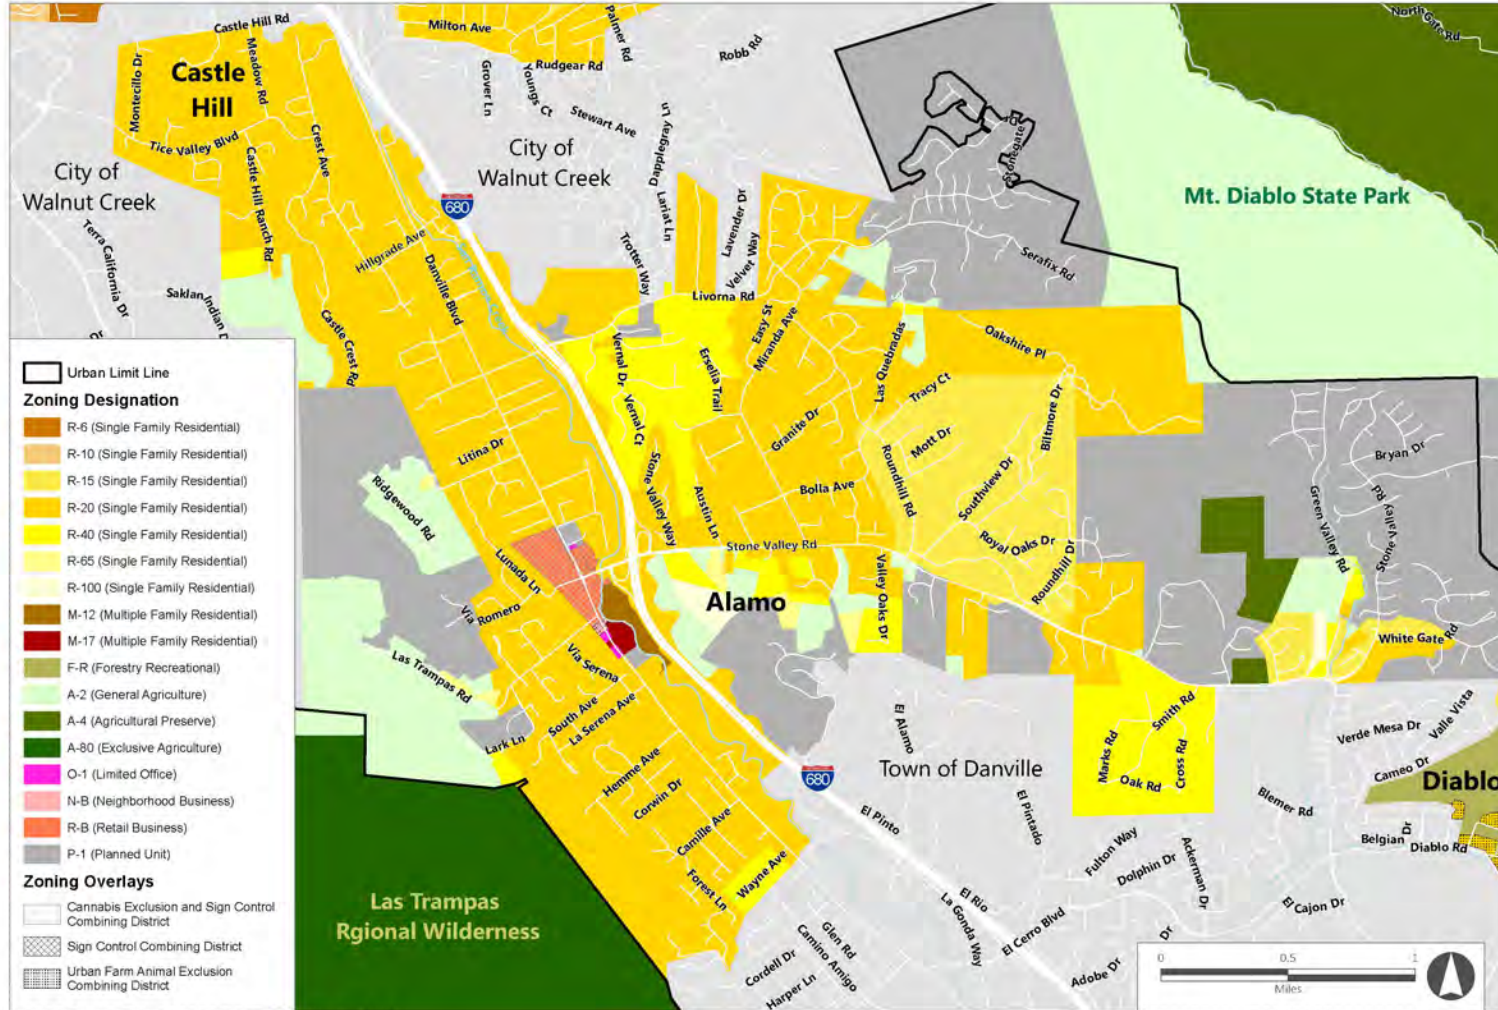 Castle Hill Rd
Milton Ave
Palmer Rd
North Gate Rd
Rudgear Rd
Robb Rd
Castle
Hill
Meadow Rd
Montecillo Dr
Grover Ln
Youngs Ct
Stewart Ave
Tice Valley Blvd
Crest Ave
City of
Walnut Creek
Dapplegray Ln
Stonegate Dr
City of
Walnut Creek
Castle Hill Ranch Rd
680
Lariat Ln
Lavender Dr
Mt. Diablo State Park
Terra California Dr
Hillgrade Ave
Danville Blvd
Trotter Way
Velvet Way
Serafix Rd
Saklan Indian D
Livorna Rd
Castle Crest Rd
Dr
Vernal Dr
Erselia Trail
Easy St
Miranda Ave
Las Quebradas
Oakshire Pl
Tracy Ct
Biltmore Dr
Vernal Ct
Granite Dr
Mott Dr
Litina Dr
Stone Valley Way
Austin Ln
Bolla Ave
Roundhill Rd
Southview Dr
Bryan Dr
Green Valley Rd
Stone Valley Rd
Ridgewood Rd
Stone Valley Rd
Royal Oaks Dr
Roundhill Dr
Lunada Ln
Alamo
Valley Oaks Dr
Via Romero
White Gate Rd
Via Serena
Las Trampas Rd
South Ave
La Serena Ave
Lark Ln
El Alamo
Smith Rd
Marks Rd
Cross Rd
Oak Rd
Verde Mesa Dr
Valle Vista
Cameo Dr
Diablo
Hemme Ave
Corwin Dr
680
Town of Danville
Blemer Rd
Camille Ave
El Pinto
El Pintado
Fulton Way
Dolphin Dr
Ackerman Dr
Belgian Dr
Diablo Rd
Forest Ln
Wayne Ave
Las Trampas
Rgional Wilderness
El Rio
La Gonda Way
El Cerro Blvd
El Cajon Dr
Glen Rd
Camino Amigo
Cordell Dr
Harper Ln
Adobe Dr
Dr
Urban Limit Line
Zoning Designation
R-6 (Single Family Residential)
R-10 (Single Family Residential)
R-15 (Single Family Residential)
R-20 (Single Family Residential)
R-40 (Single Family Residential)
R-65 (Single Family Residential)
R-100 (Single Family Residential)
M-12 (Multiple Family Residential)
M-17 (Multiple Family Residential)
F-R (Forestry Recreational)
A-2 (General Agriculture)
A-4 (Agricultural Preserve)
A-80 (Exclusive Agriculture)
O-1 (Limited Office)
N-B (Neighborhood Business)
R-B (Retail Business)
P-1 (Planned Unit)
Zoning Overlays
Cannabis Exclusion and Sign Control
Combining District
Sign Control Combining District
Urban Farm Animal Exclusion
Combining District
0 0.5 1
Miles